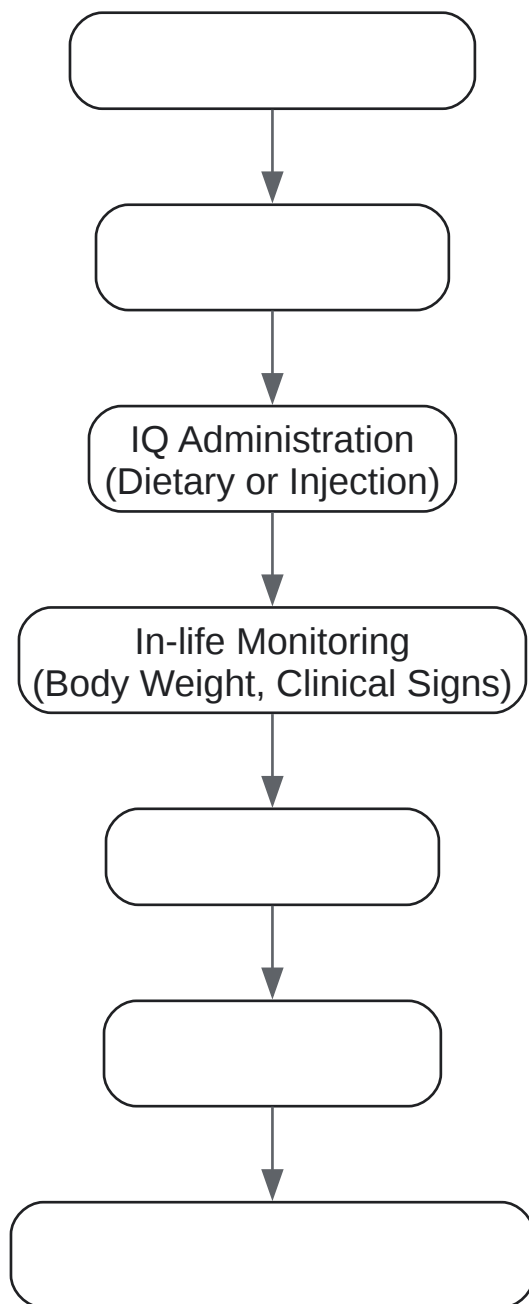 IQ Administration
(Dietary or Injection)
In-life Monitoring
(Body Weight, Clinical Signs)